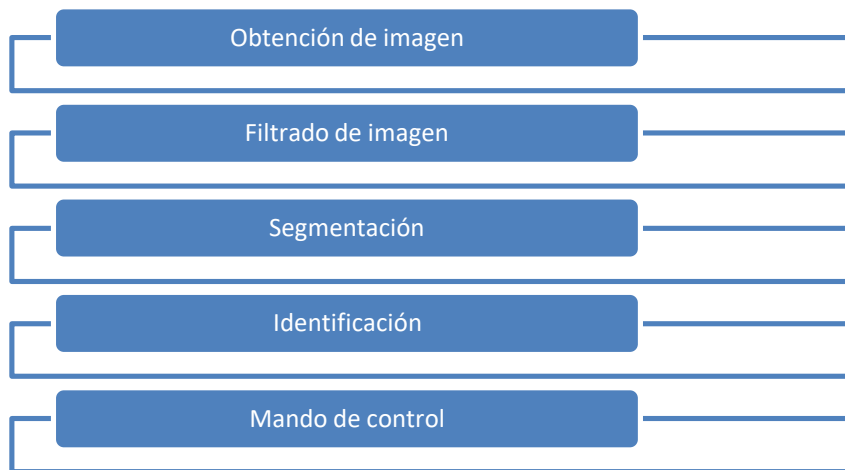 Obtención de imagen
Filtrado de imagen
Segmentación
Identificación
Mando de control